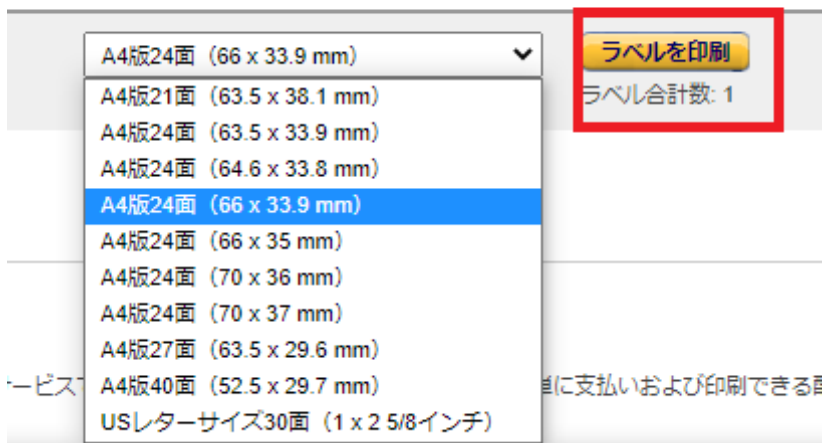 A4版24面（66 x 33.9 mm）
ラベルを印刷
ラベル合計数: 1
A4版21面（63.5 x 38.1 mm）
A4版24面（63.5 x 33.9 mm）
A4版24面（64.6 x 33.8 mm）
A4版24面（66 x 33.9 mm）
A4版24面（66 x 35 mm）
A4版24面（70 x 36 mm）
A4版24面（70 x 37 mm）
A4版27面（63.5 x 29.6 mm）
A4版40面（52.5 x 29.7 mm）
ービス
に支払いおよび印刷できる
USレターサイズ30面（1 x 2 5/8インチ）